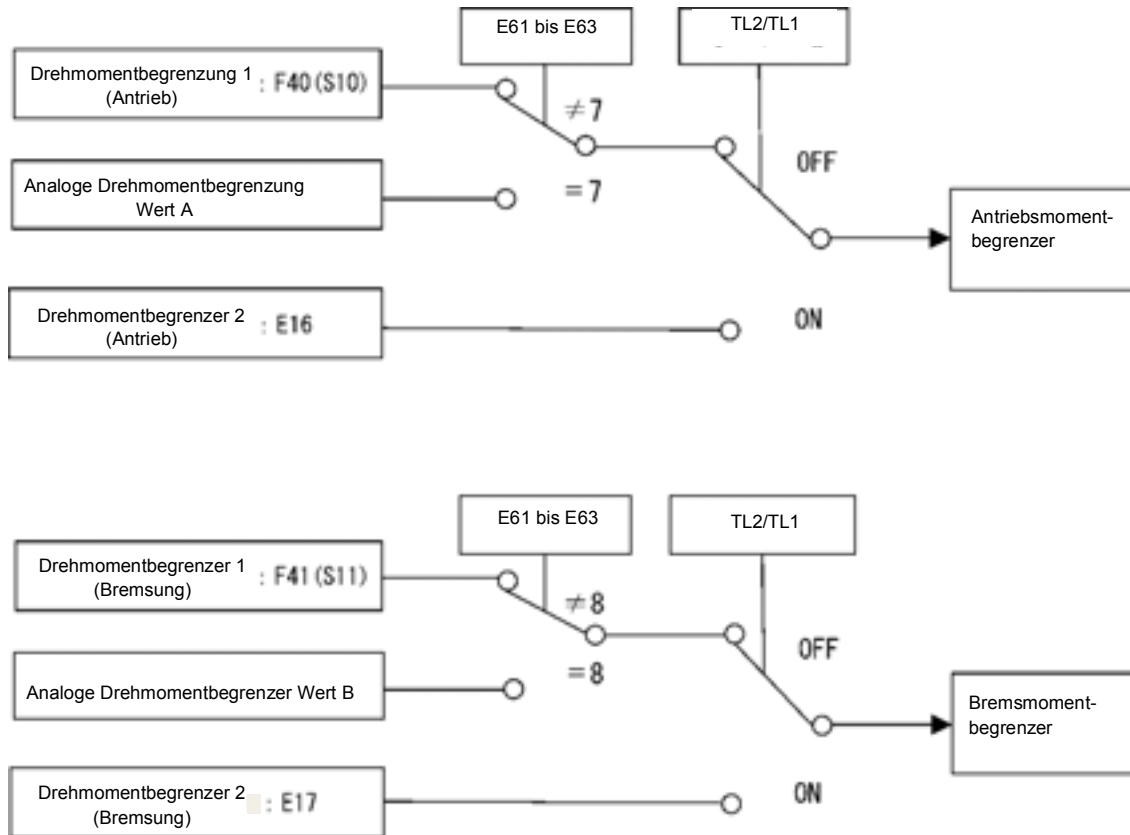 E61 bis E63
TL2/TL1
Drehmomentbegrenzung 1 : F40(S10)
(Antrieb)
≠7
OFF
Analoge Drehmomentbegrenzung
Wert A
=7
Antriebsmoment-
begrenzer
Drehmomentbegrenzer 2 : E16
(Antrieb)
ON
E61 bis E63
TL2/TL1
Drehmomentbegrenzer 1 : F41(S11)
(Bremsung)
≠8
OFF
Analoge Drehmomentbegrenzer Wert B
=8
Bremsmoment-
begrenzer
Drehmomentbegrenzer 2 : E17
(Bremsung)
ON